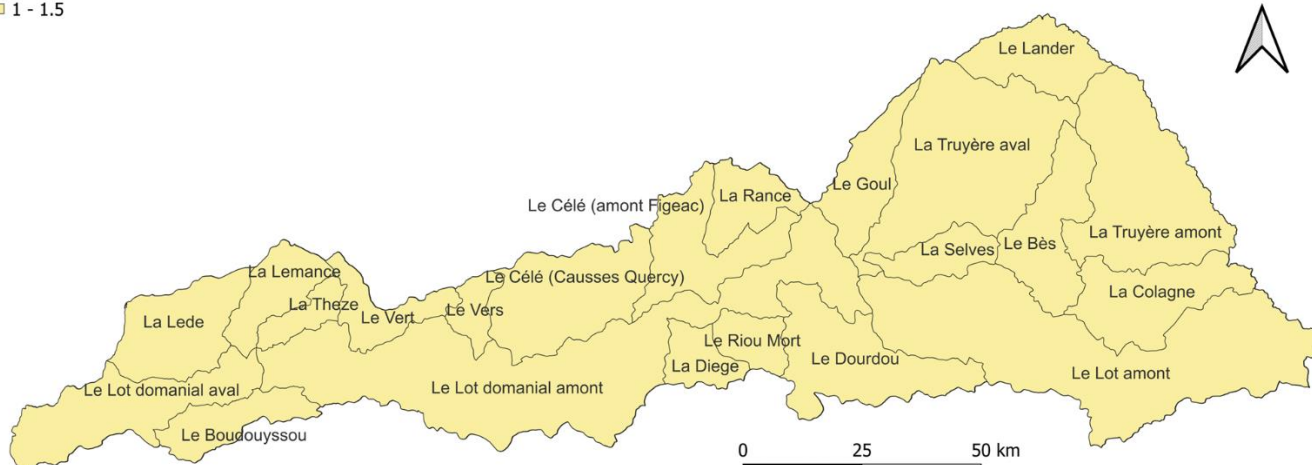 1 - 1.5
Le Lander
La Truyère aval
Le Goul
La Rance
Le Célé (amont Figeac)
La Truyère amont
La Selves
Le Bès
La Lemance
Le Célé (Causses Quercy)
La Colagne
La Theze
La Lede
Le Vert
Le Vers
Le Riou Mort
Le Dourdou
La Diege
Le Lot amont
Le Lot domanial aval
Le Lot domanial amont
Le Boudouyssou
0 25 50 km